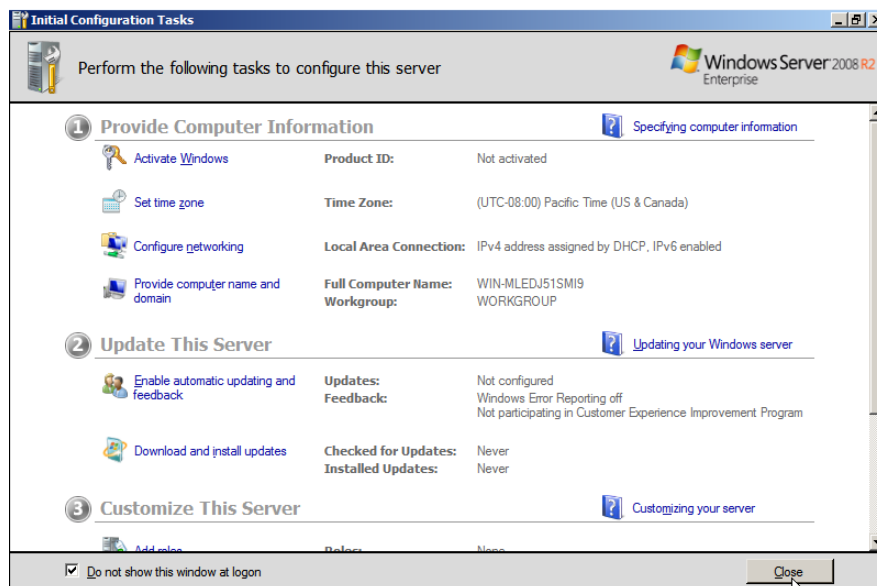 Initial Configuration Tasks
Perform the following tasks to configure this server
Windows Server 2008 R2
Enterprise
1 Provide Computer Information
Specifying computer information
Activate Windows Product ID: Not activated
Set time zone Time Zone: (UTC-08:00) Pacific Time (US & Canada)
Configure networking Local Area Connection: IPv4 address assigned by DHCP, IPv6 enabled
Provide computer name and domain Full Computer Name: WIN-MLEDJ51SMI9
Workgroup: WORKGROUP
2 Update This Server
Updating your Windows server
Enable automatic updating and feedback Updates: Not configured
Feedback: Windows Error Reporting off
Not participating in Customer Experience Improvement Program
Download and install updates Checked for Updates: Never
Installed Updates: Never
3 Customize This Server
Customizing your server
Add roles Roles: None
Do not show this window at logon
Close